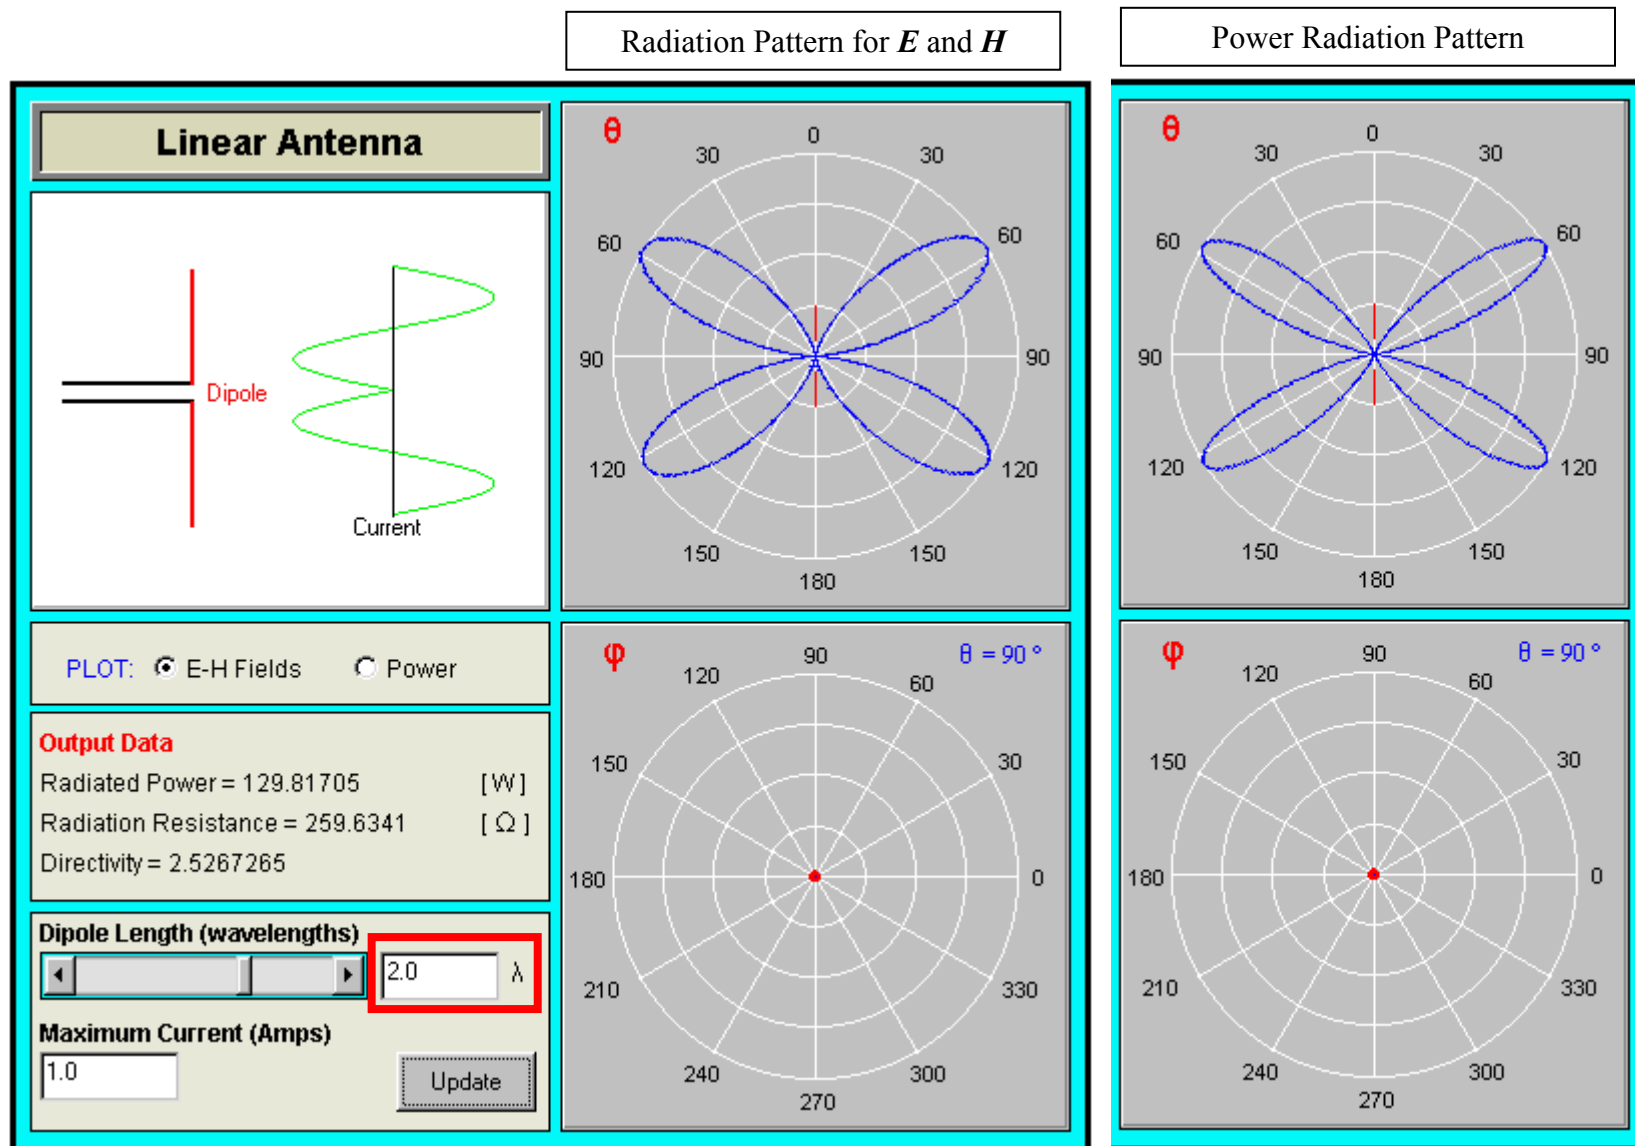 Radiation Pattern for E and H
Power Radiation Pattern
Linear Antenna
Dipole
Current
PLOT: E-H Fields Power
Output Data
Radiated Power = 129.81705 [ W ]
Radiation Resistance = 259.6341 [ Ω ]
Directivity = 2.5267265
Dipole Length (wavelengths)
2.0 λ
Maximum Current (Amps)
1.0
Update
θ
0
30 30
60 60
90 90
120 120
150 150
180
φ
θ = 90 °
90
120 60
150 30
180 0
210 330
240 300
270
θ
0
30 30
60 60
90 90
120 120
150 150
180
φ
θ = 90 °
90
120 60
150 30
180 0
210 330
240 300
270